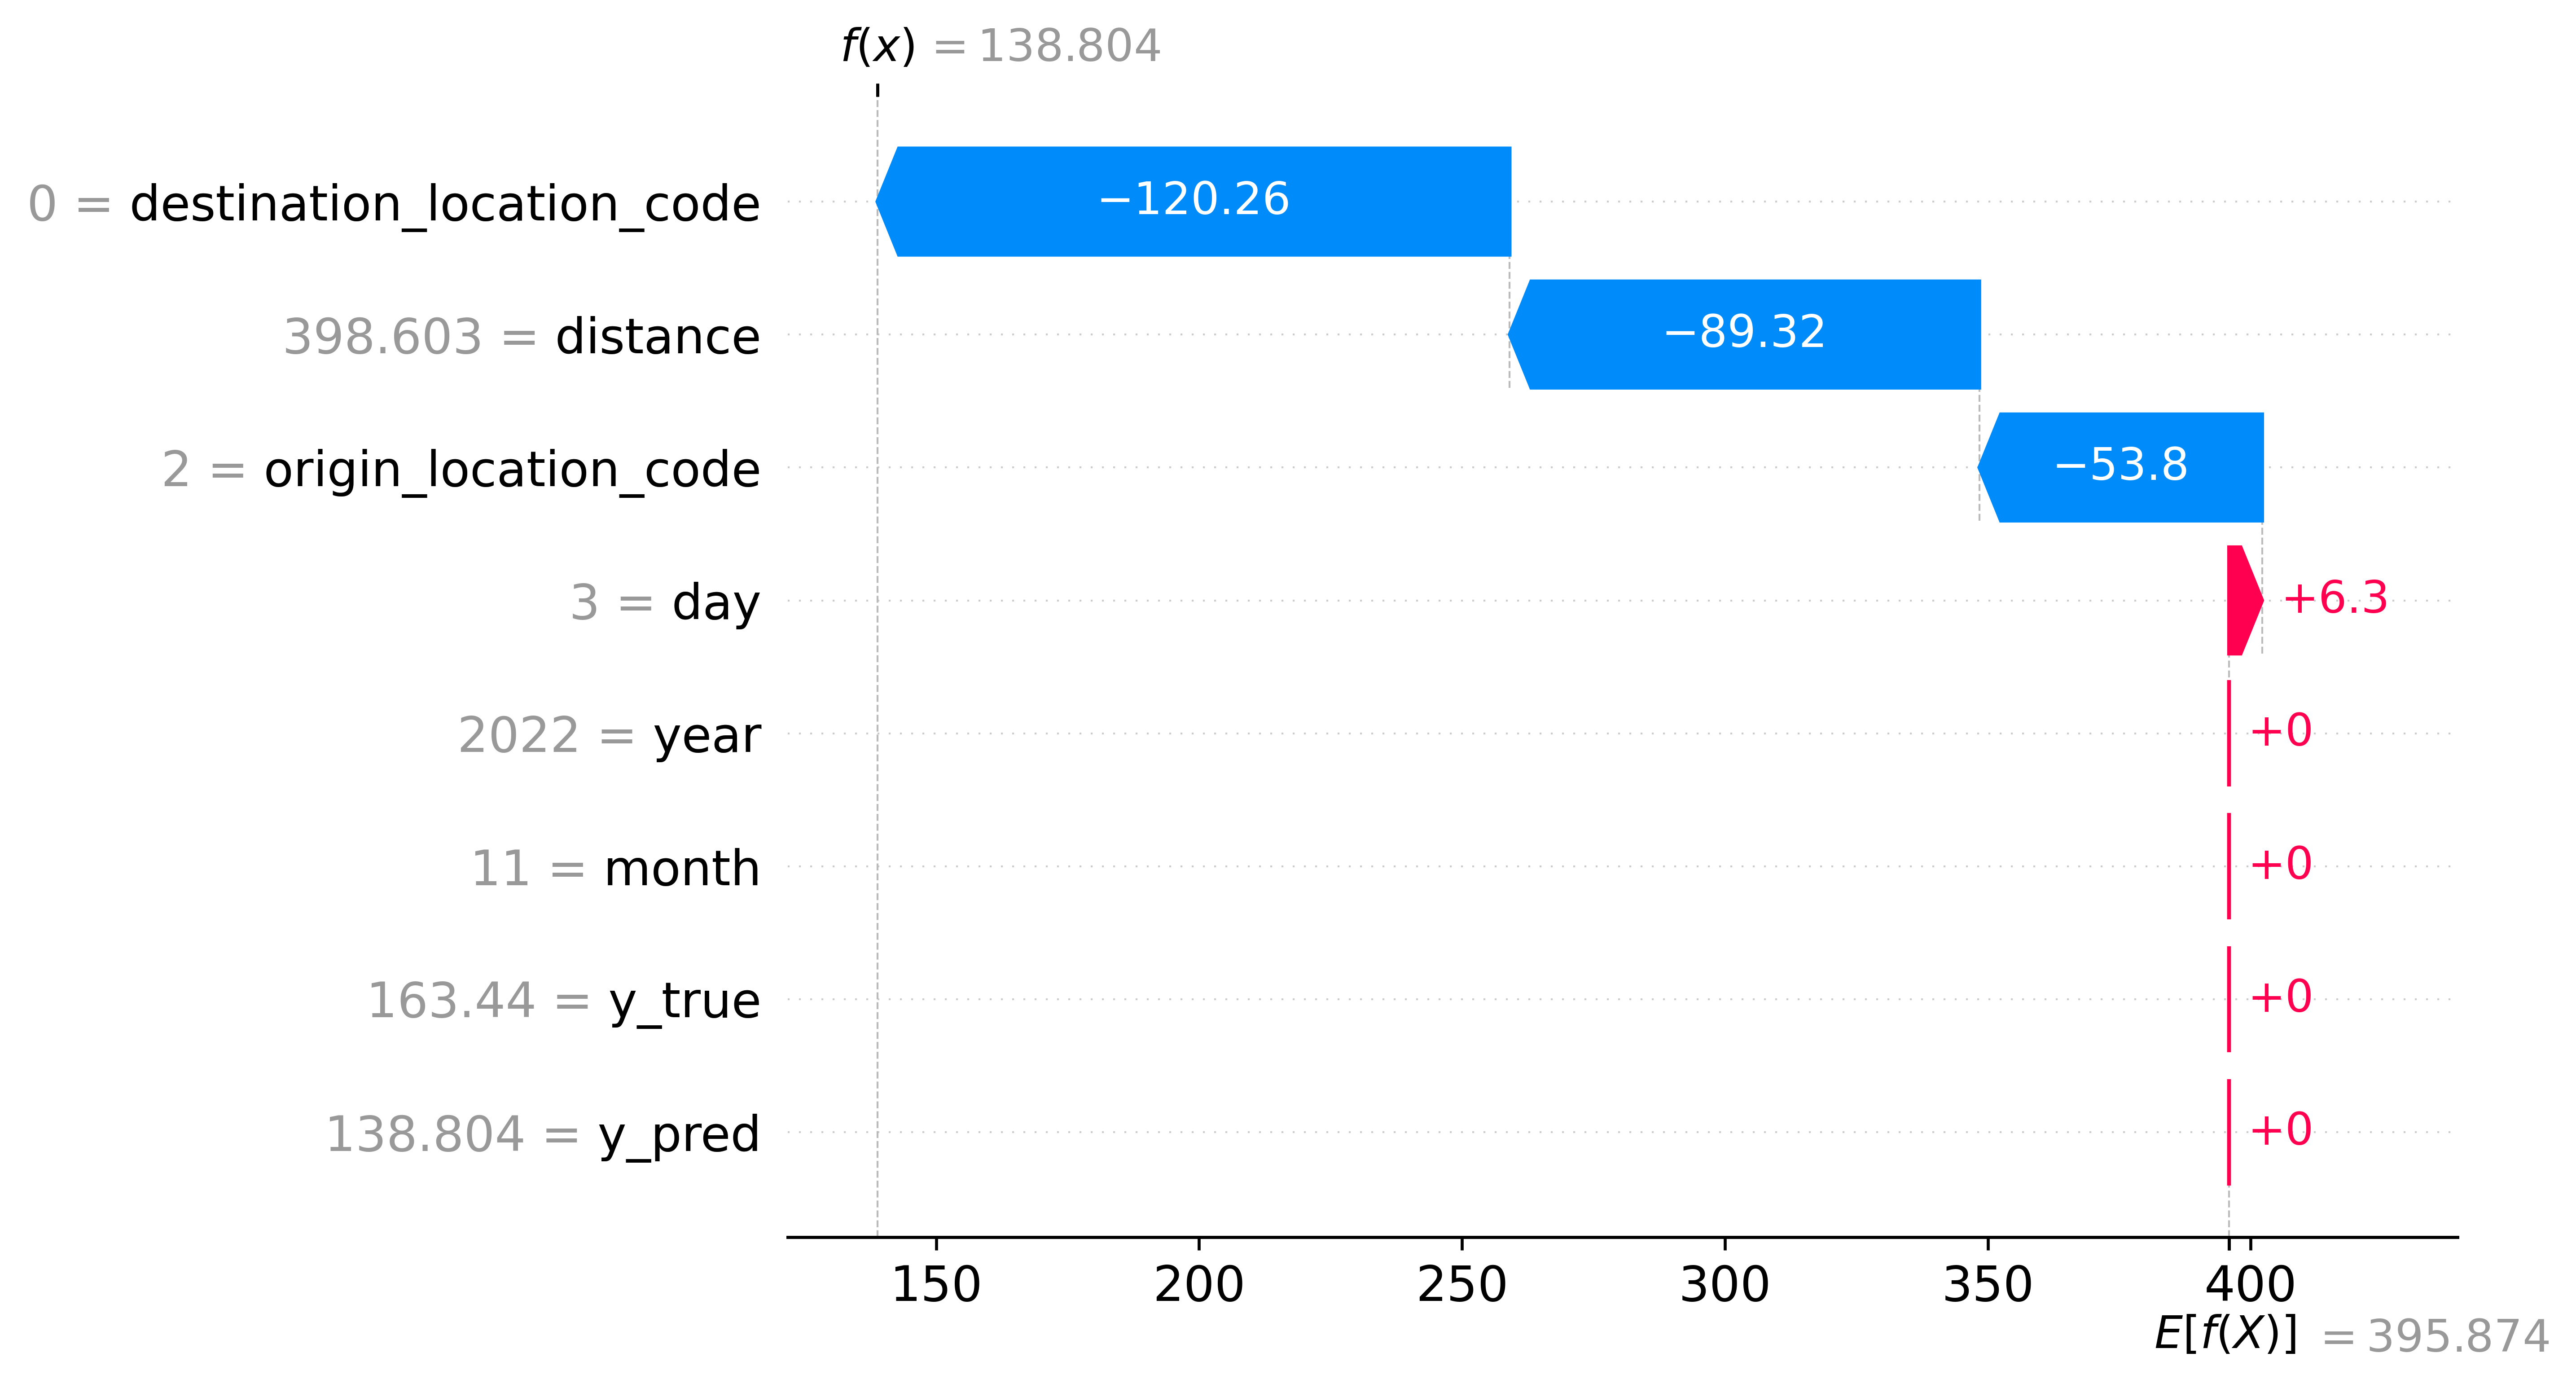 f(x) = 138.804
0 = destination_location_code −120.26
398.603 = distance −89.32
2 = origin_location_code −53.8
3 = day +6.3
2022 = year +0
11 = month +0
163.44 = y_true +0
138.804 = y_pred +0
150 200 250 300 350 400
E[f(X)] = 395.874